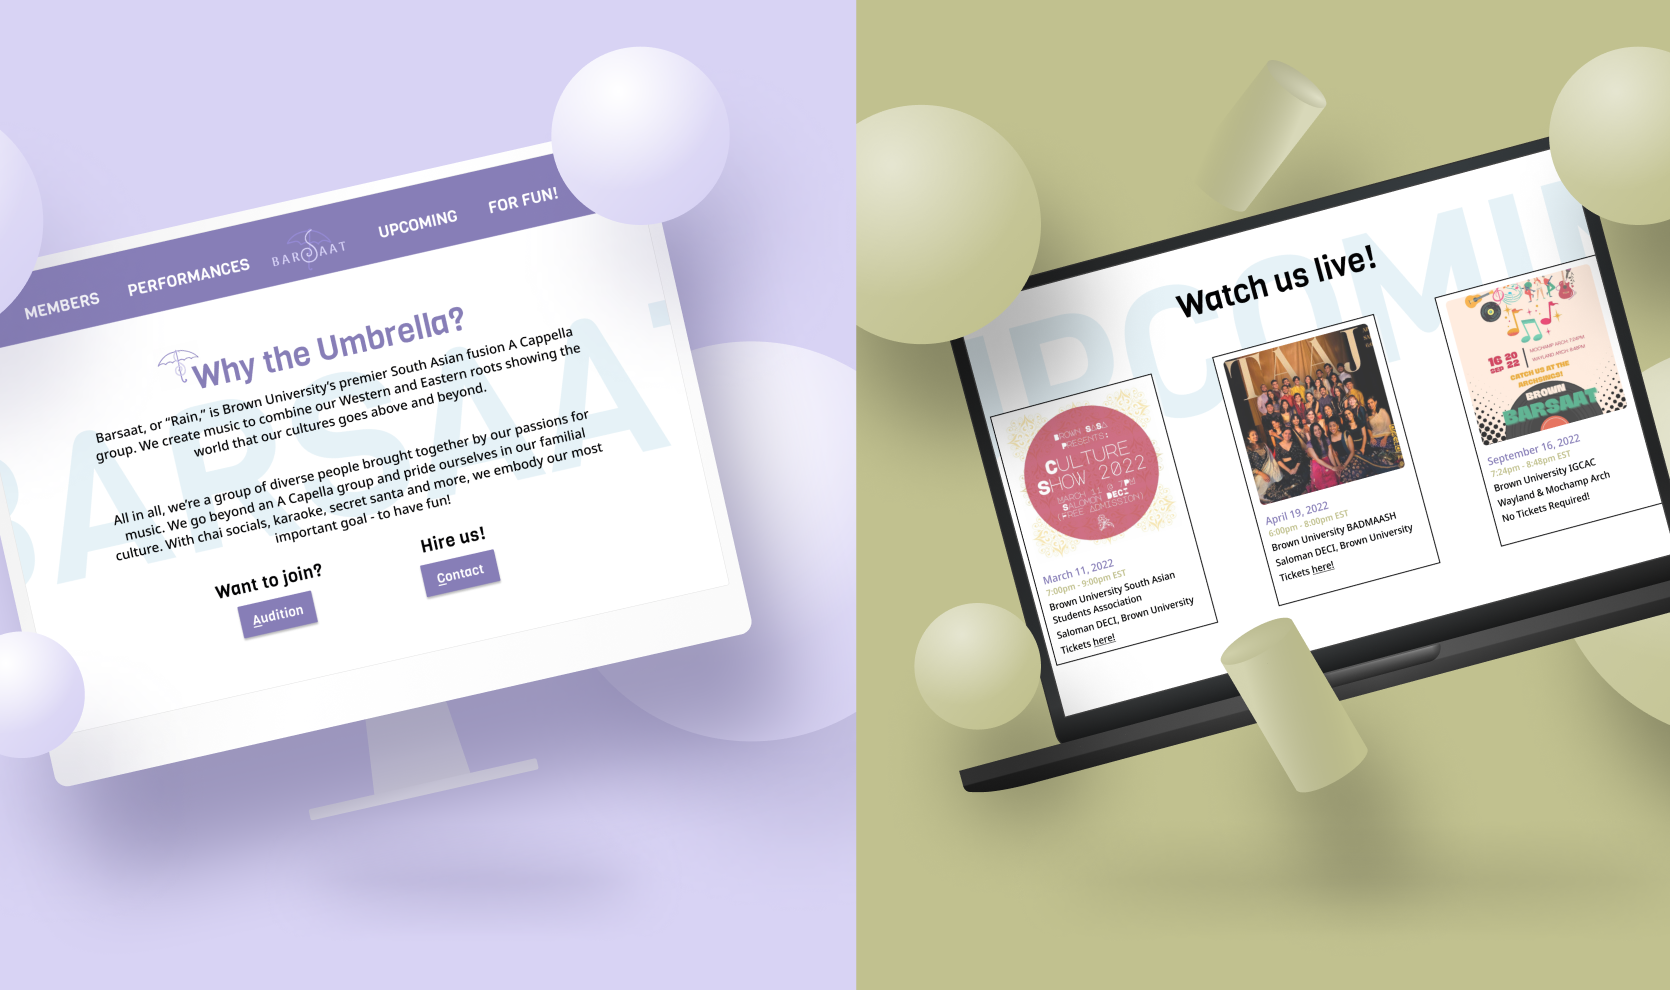 MEMBERS
PERFORMANCES
BARSAAT
UPCOMING
FOR FUN!
BARSAAT
Why the Umbrella?
Barsaat, or “Rain,” is Brown University’s premier South Asian fusion A Cappella
group. We create music to combine our Western and Eastern roots showing the
world that our cultures goes above and beyond.
All in all, we’re a group of diverse people brought together by our passions for
music. We go beyond an A Capella group and pride ourselves in our familial
culture. With chai socials, karaoke, secret santa and more, we embody our most
important goal - to have fun!
Want to join?
Audition
Hire us!
Contact
UPCOMIN
Watch us live!
BROWN SASA
PRESENTS:
CULTURE
SHOW 2022
MARCH 11 @ 7PM
SALOMON DECI
(FREE ADMISSION)
March 11, 2022
7:00pm - 9:00pm EST
Brown University South Asian
Students Association
Saloman DECI, Brown University
Tickets here!
TAAJ
April 19, 2022
6:00pm - 8:00pm EST
Brown University BADMAASH
Saloman DECI, Brown University
Tickets here!
16 20
SEP 22
MOCHAMP ARCH 7:24PM
WAYLAND ARCH 8:48PM
CATCH US AT THE
ARCHSINGS!
BROWN
BARSAAT
September 16, 2022
7:24pm - 8:48pm EST
Brown University IGCAC
Wayland & Mochamp Arch
No Tickets Required!